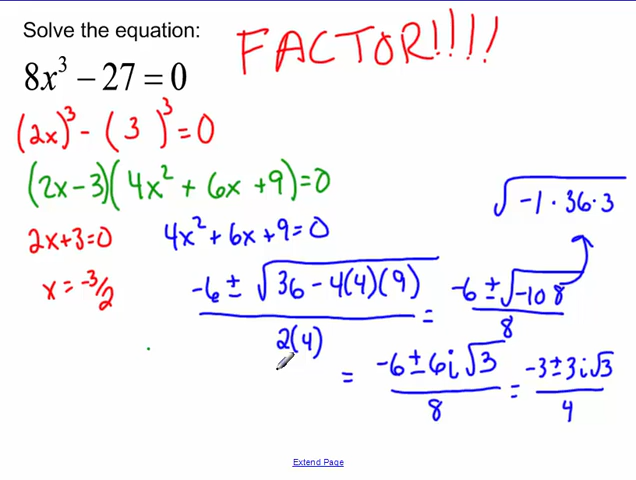 Solve the equation:
FACTOR!!!!
8x³ − 27 = 0
(2x)³ − (3)³ = 0
(2x − 3)(4x² + 6x + 9) = 0
√(-1 · 36 · 3)
2x + 3 = 0
4x² + 6x + 9 = 0
x = -3/2
(-6 ± √(36 − 4(4)(9))) / 2(4) = (-6 ± √-108) / 8
= (-6 ± 6i√3) / 8 = (-3 ± 3i√3) / 4
Extend Page